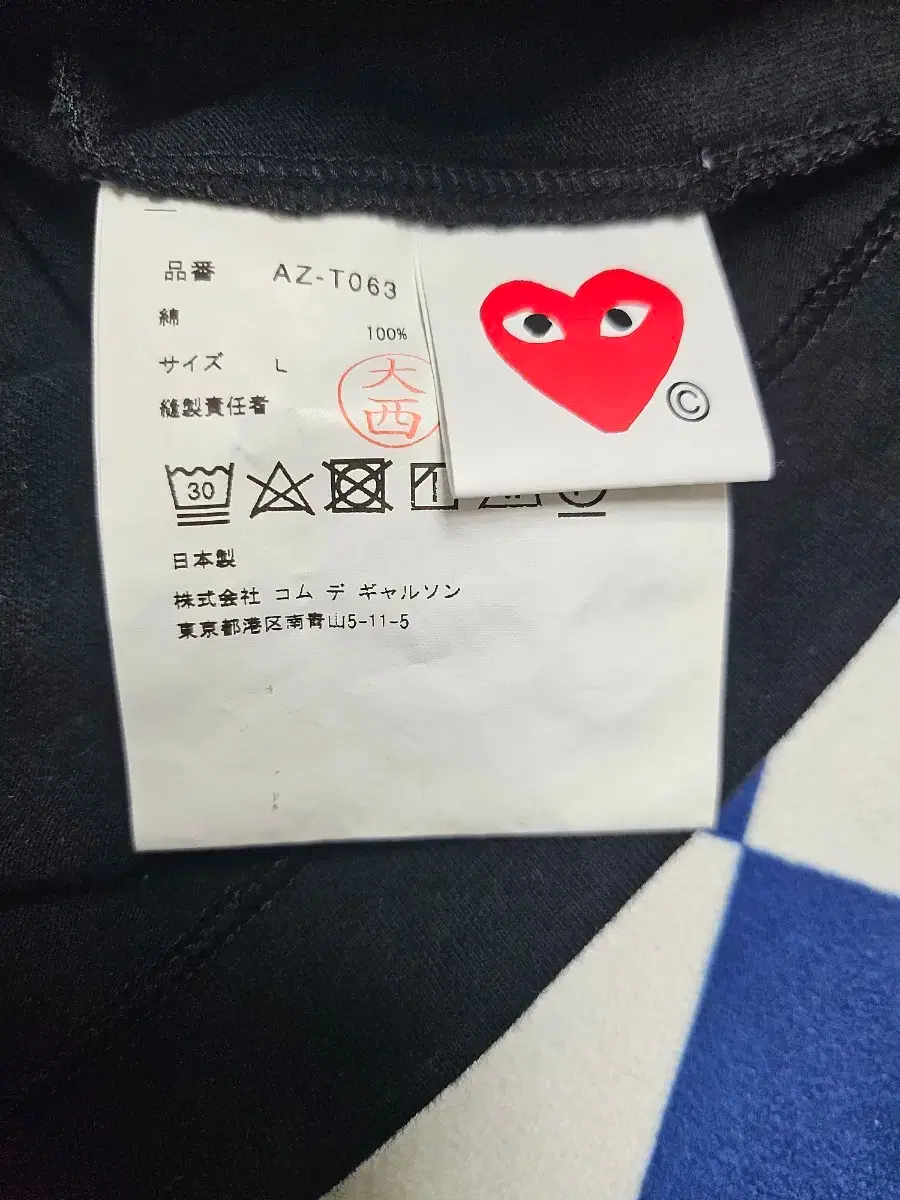 品番 AZ-T063
綿 100%
サイズ L
縫製責任者 大西
30
日本製
株式会社 コム デ ギャルソン
東京都港区南青山5-11-5
©